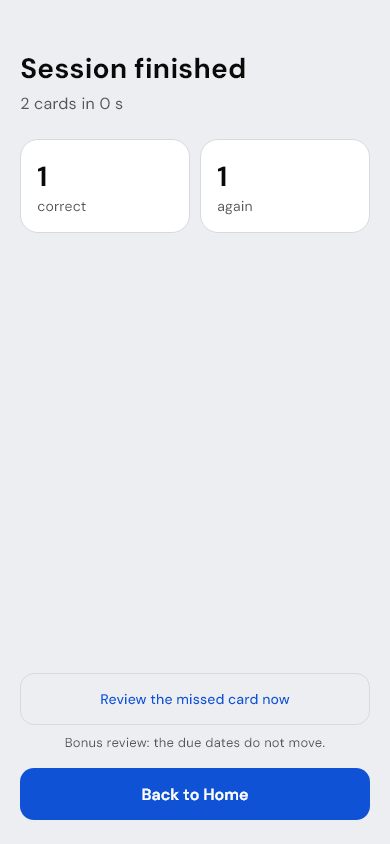 Session finished
2 cards in 0 s
1
correct
1
again
Review the missed card now
Bonus review: the due dates do not move.
Back to Home